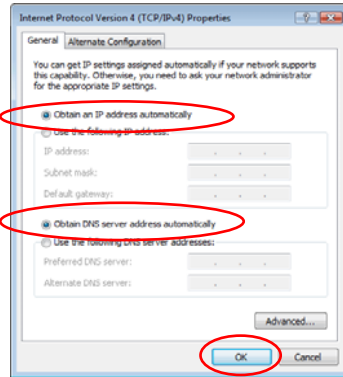 Internet Protocol Version 4 (TCP/IPv4) Properties
General
Alternate Configuration
You can get IP settings assigned automatically if your network supports
this capability. Otherwise, you need to ask your network administrator
for the appropriate IP settings.
Obtain an IP address automatically
Use the following IP address:
IP address:
Subnet mask:
Default gateway:
Obtain DNS server address automatically
Use the following DNS server addresses:
Preferred DNS server:
Alternate DNS server:
Advanced...
OK
Cancel